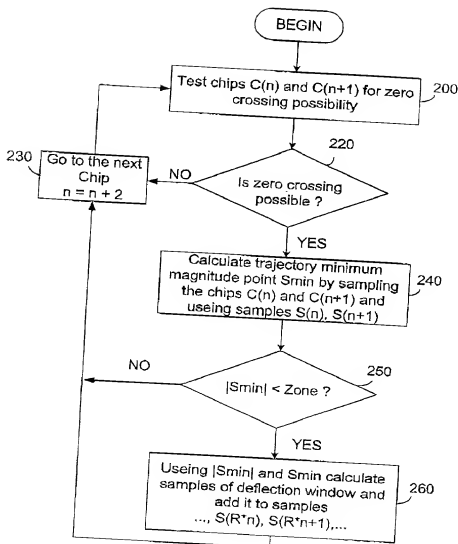 BEGIN
Test chips C(n) and C(n+1) for zero
crossing possibility
200
220
230
Go to the next
Chip
n = n + 2
NO
Is zero crossing
possible ?
YES
Calculate trajectory minimum
magnitude point Smin by sampling
the chips C(n) and C(n+1) and
useing samples S(n), S(n+1)
240
NO
250
|Smin| < Zone ?
YES
Useing |Smin| and Smin calculate
samples of deflection window and
add it to samples
..., S(R*n), S(R*n+1),...
260